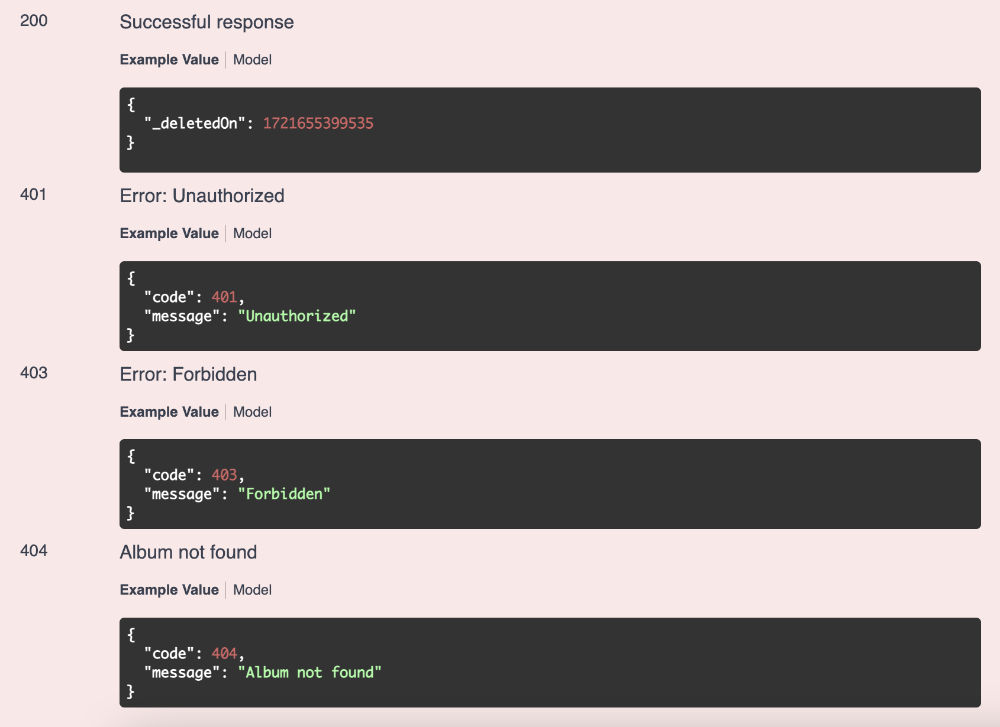 200 Successful response
Example Value Model
{
  "_deletedOn": 1721655399535
}
401 Error: Unauthorized
Example Value Model
{
  "code": 401,
  "message": "Unauthorized"
}
403 Error: Forbidden
Example Value Model
{
  "code": 403,
  "message": "Forbidden"
}
404 Album not found
Example Value Model
{
  "code": 404,
  "message": "Album not found"
}